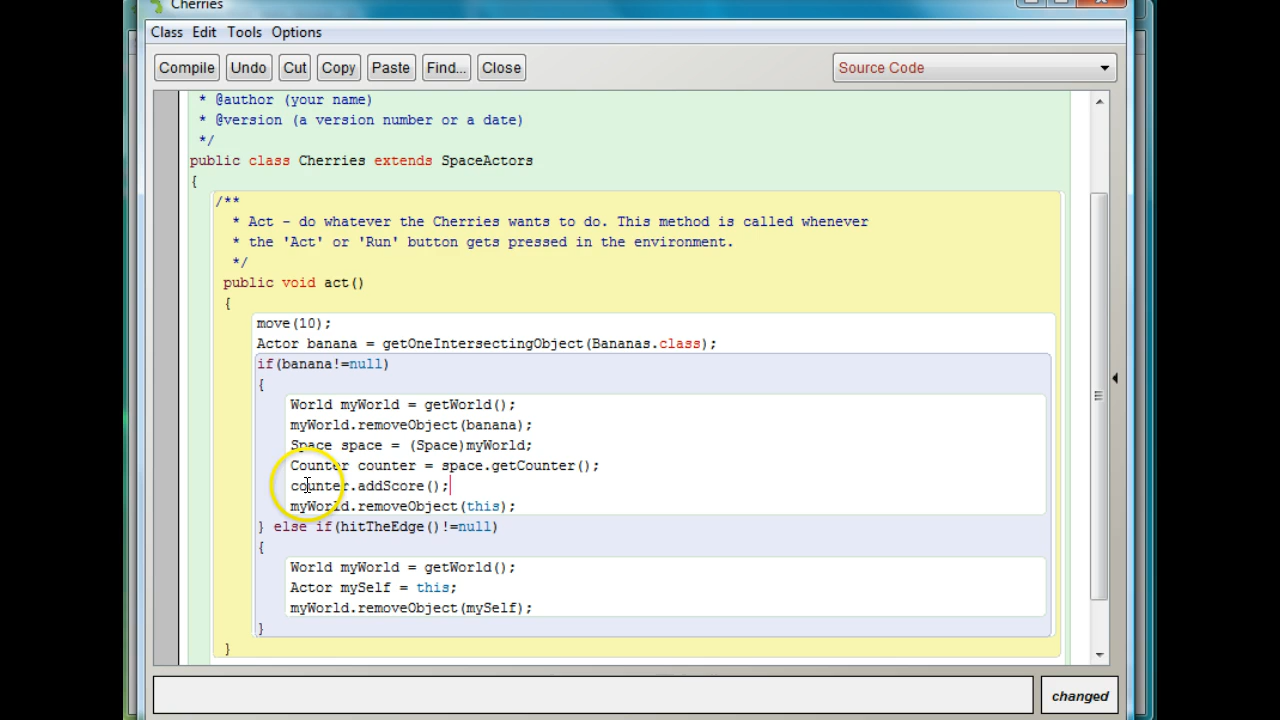 Cherries
Class Edit Tools Options
Compile Undo Cut Copy Paste Find... Close Source Code
* @author (your name)
* @version (a version number or a date)
*/
public class Cherries extends SpaceActors
{
/**
* Act - do whatever the Cherries wants to do. This method is called whenever
* the 'Act' or 'Run' button gets pressed in the environment.
*/
public void act()
{
move(10);
Actor banana = getOneIntersectingObject(Bananas.class);
if(banana!=null)
{
World myWorld = getWorld();
myWorld.removeObject(banana);
Space space = (Space)myWorld;
Counter counter = space.getCounter();
counter.addScore();
myWorld.removeObject(this);
} else if(hitTheEdge()!=null)
{
World myWorld = getWorld();
Actor mySelf = this;
myWorld.removeObject(mySelf);
}
}
changed